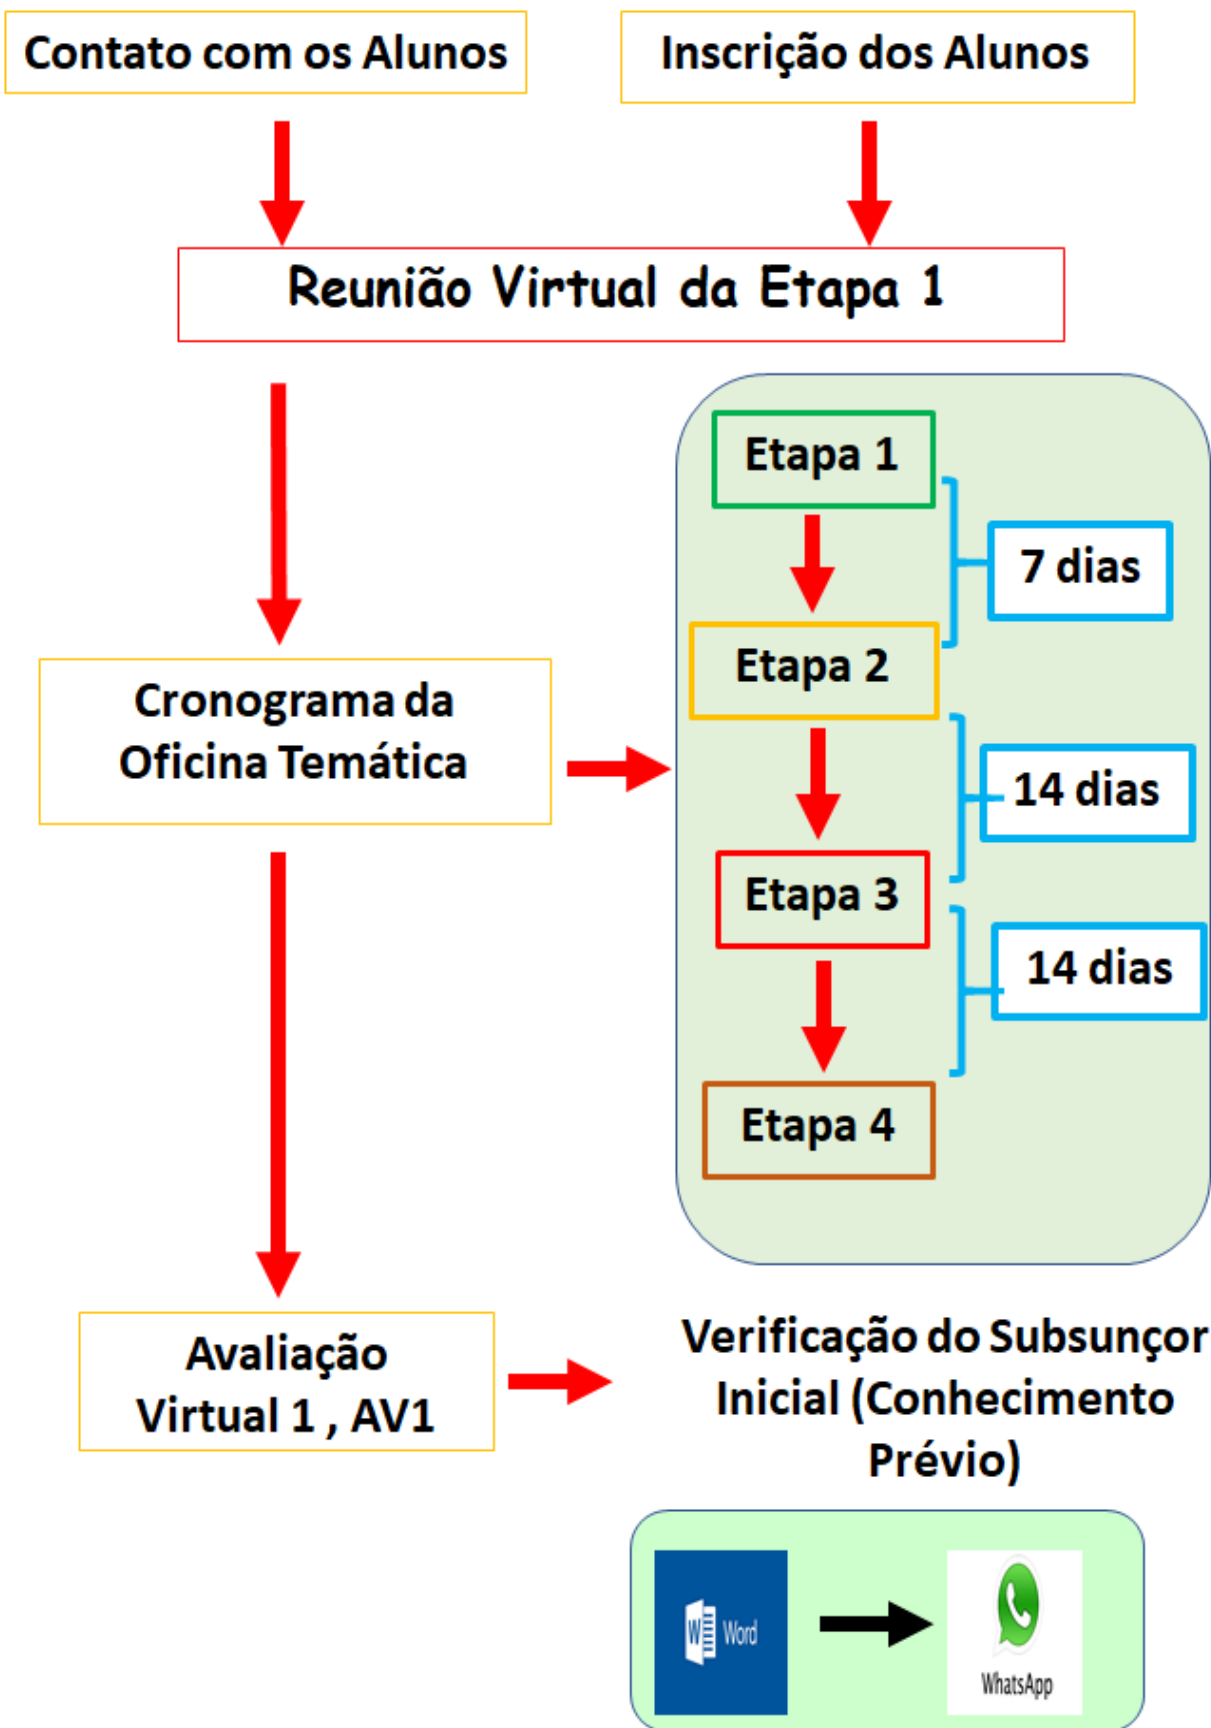 Contato com os Alunos
Inscrição dos Alunos
Reunião Virtual da Etapa 1
Etapa 1
7 dias
Etapa 2
Cronograma da
Oficina Temática
14 dias
Etapa 3
14 dias
Etapa 4
Avaliação
Virtual 1 , AV1
Verificação do Subsunçor
Inicial (Conhecimento
Prévio)
W Word
WhatsApp